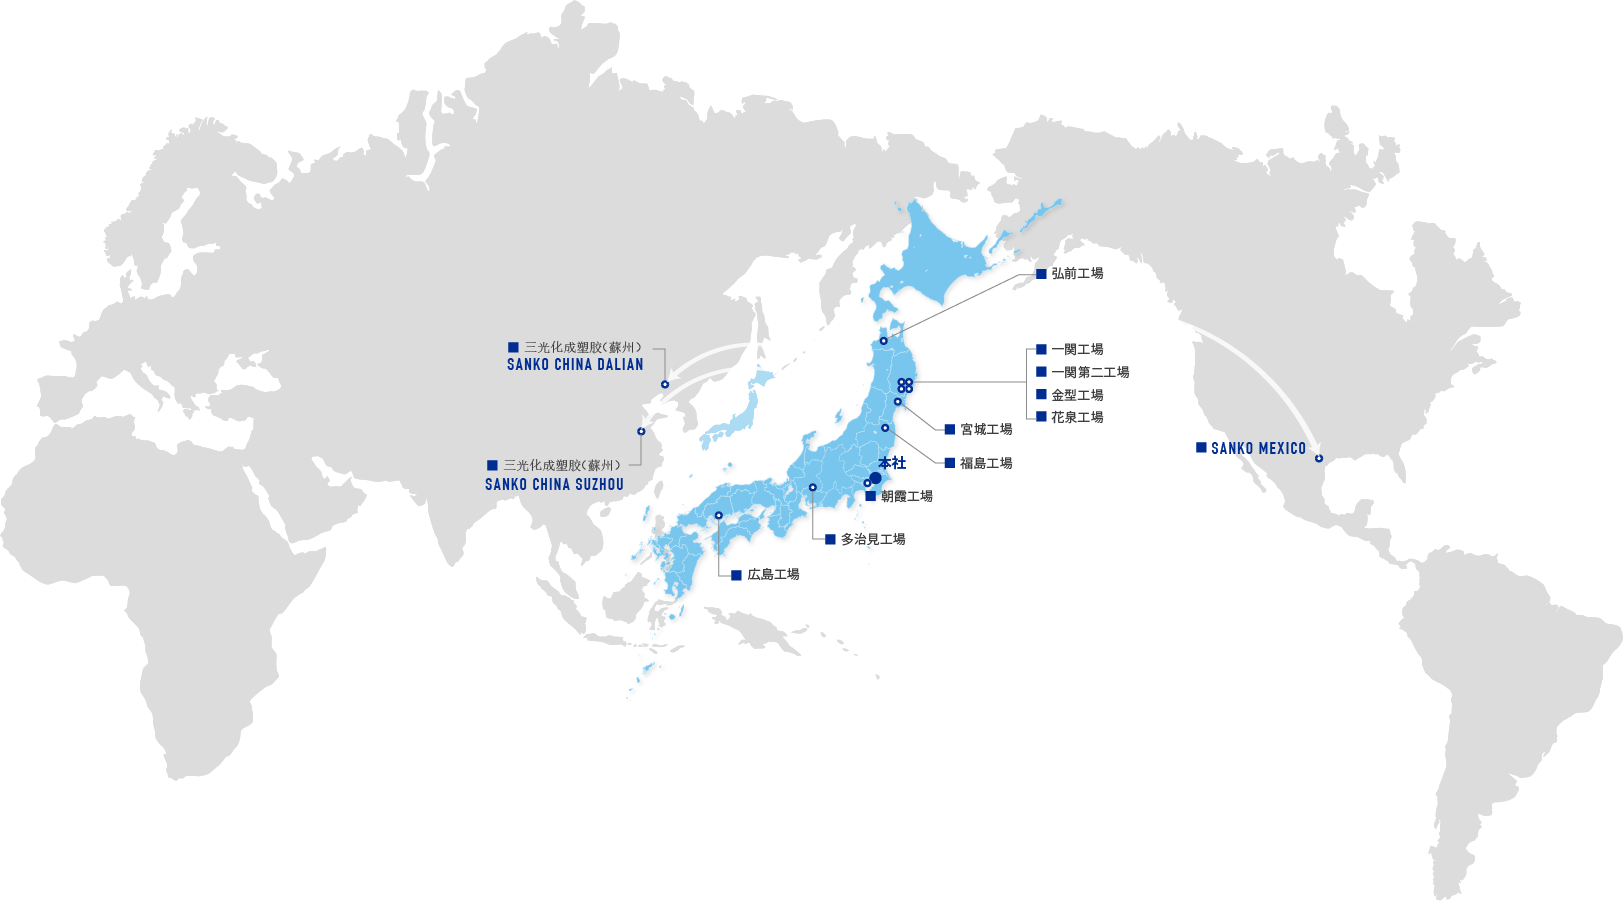 弘前工場
三光化成塑胶(蘇州)
SANKO CHINA DALIAN
一関工場
一関第二工場
金型工場
花泉工場
宮城工場
SANKO MEXICO
本社
福島工場
三光化成塑胶(蘇州)
SANKO CHINA SUZHOU
朝霞工場
多治見工場
広島工場